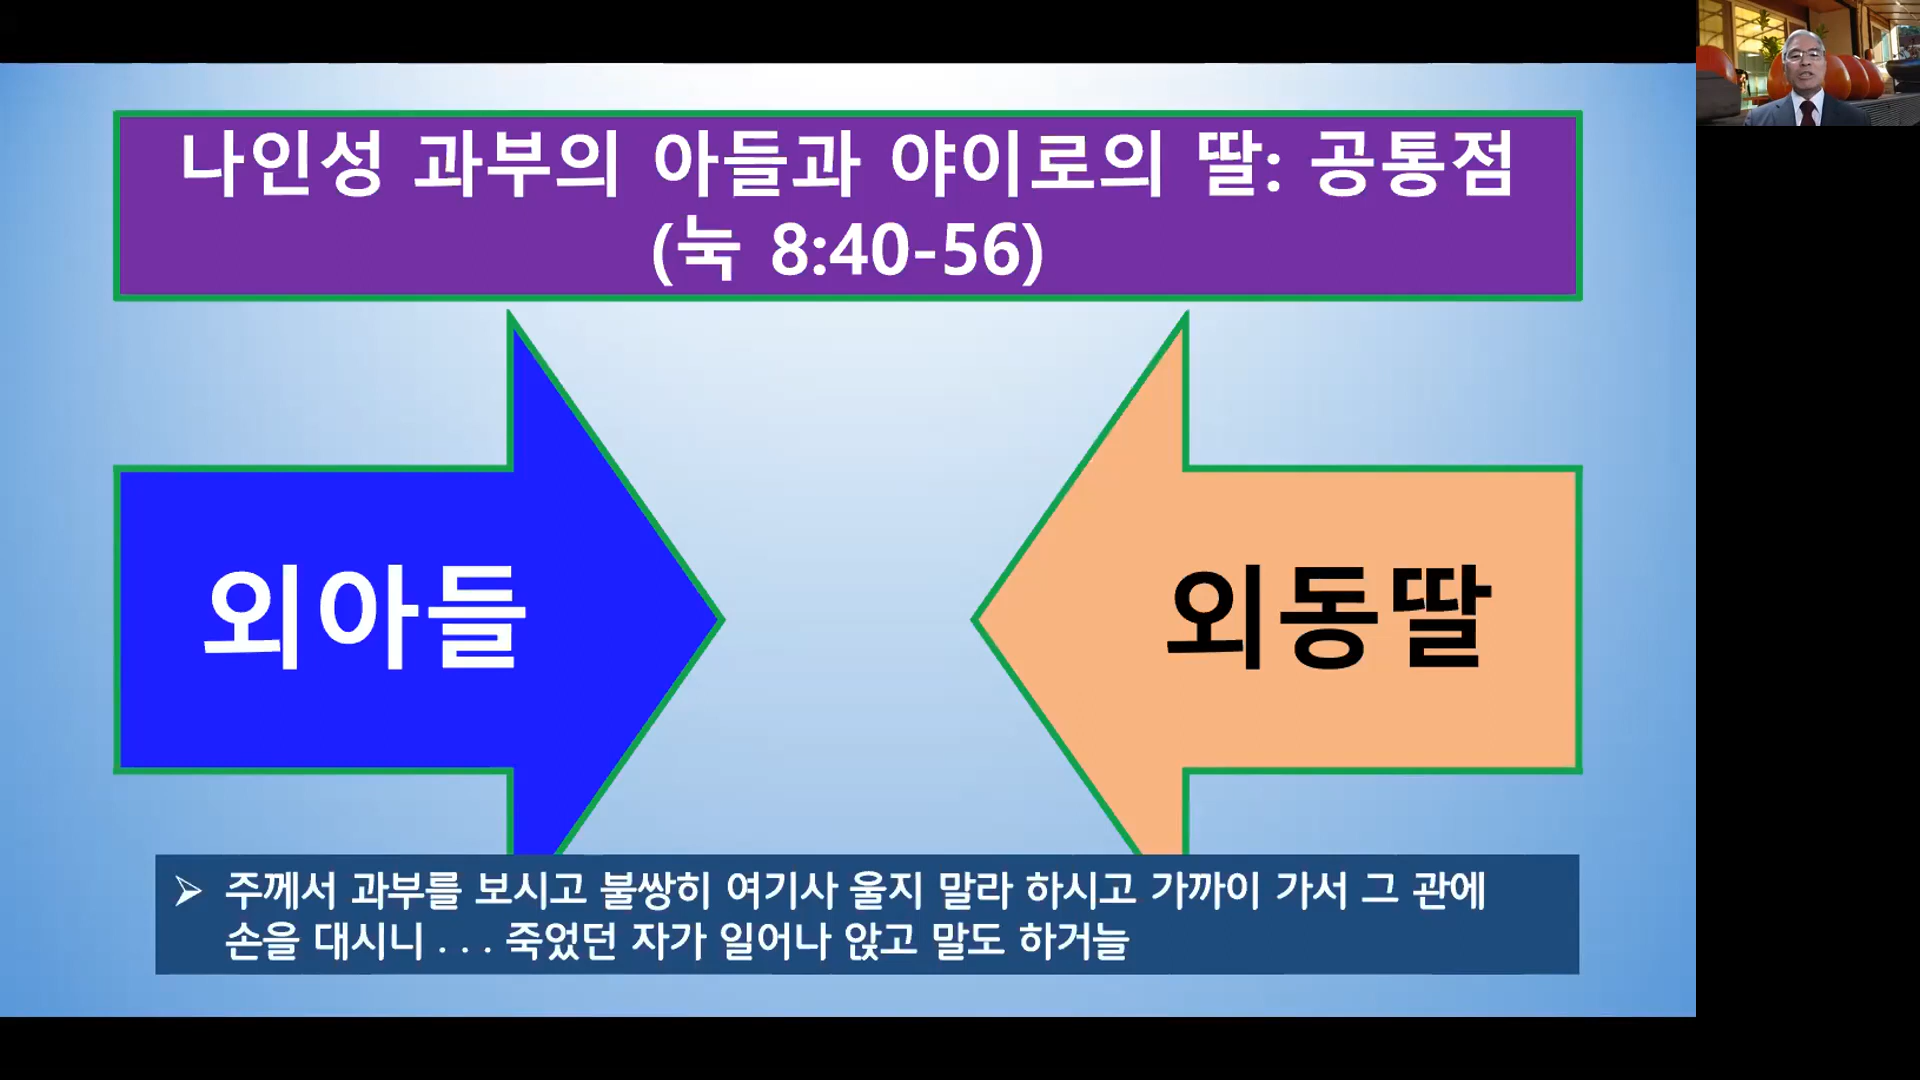 나인성 과부의 아들과 야이로의 딸: 공통점
(눅 8:40-56)
외아들
외동딸
➢ 주께서 과부를 보시고 불쌍히 여기사 울지 말라 하시고 가까이 가서 그 관에
손을 대시니 . . . 죽었던 자가 일어나 앉고 말도 하거늘